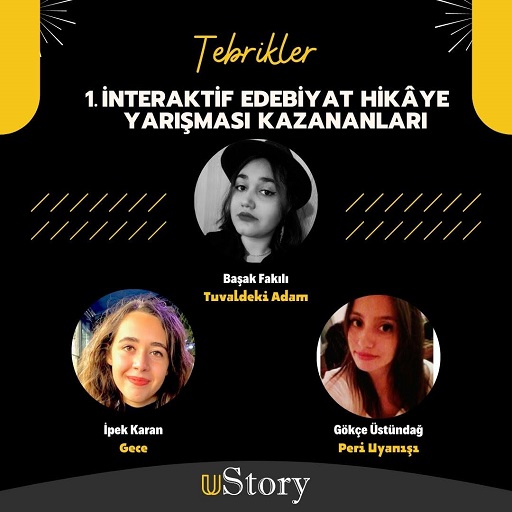 Tebrikler
1. İNTERAKTİF EDEBİYAT HİKÂYE
YARIŞMASI KAZANANLARI
Başak Fakılı
Tuvaldeki Adam
İpek Karan
Gece
Gökçe Üstündağ
Peri Uyanışı
uStory